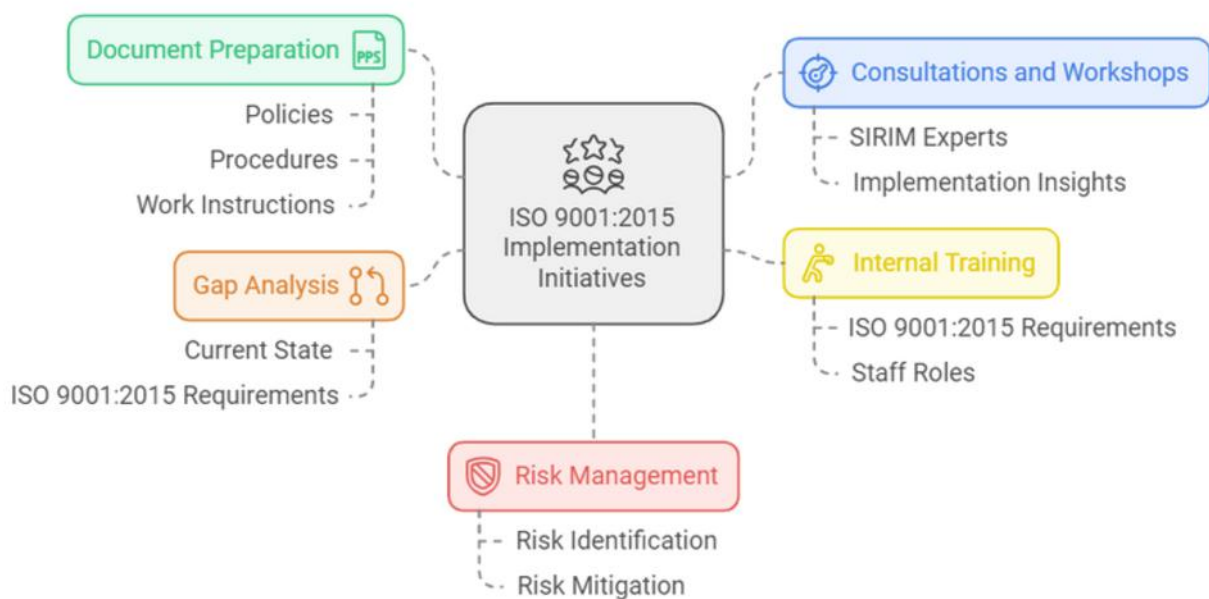 Document Preparation
PPS
Policies
Procedures
Work Instructions
Gap Analysis
Current State
ISO 9001:2015 Requirements
ISO 9001:2015
Implementation
Initiatives
Consultations and Workshops
SIRIM Experts
Implementation Insights
Internal Training
ISO 9001:2015 Requirements
Staff Roles
Risk Management
Risk Identification
Risk Mitigation